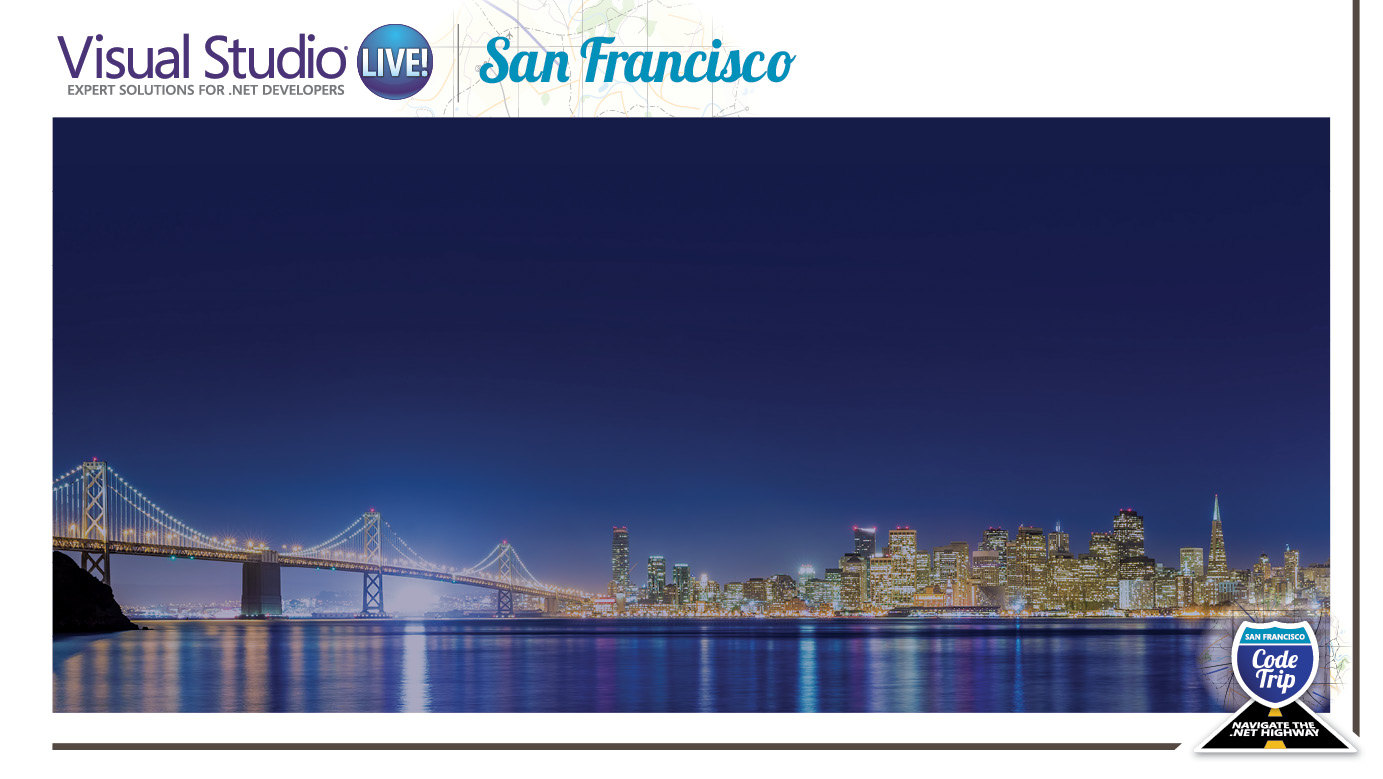 Visual Studio LIVE! San Francisco
EXPERT SOLUTIONS FOR .NET DEVELOPERS
SAN FRANCISCO
Code
Trip
NAVIGATE THE
.NET HIGHWAY